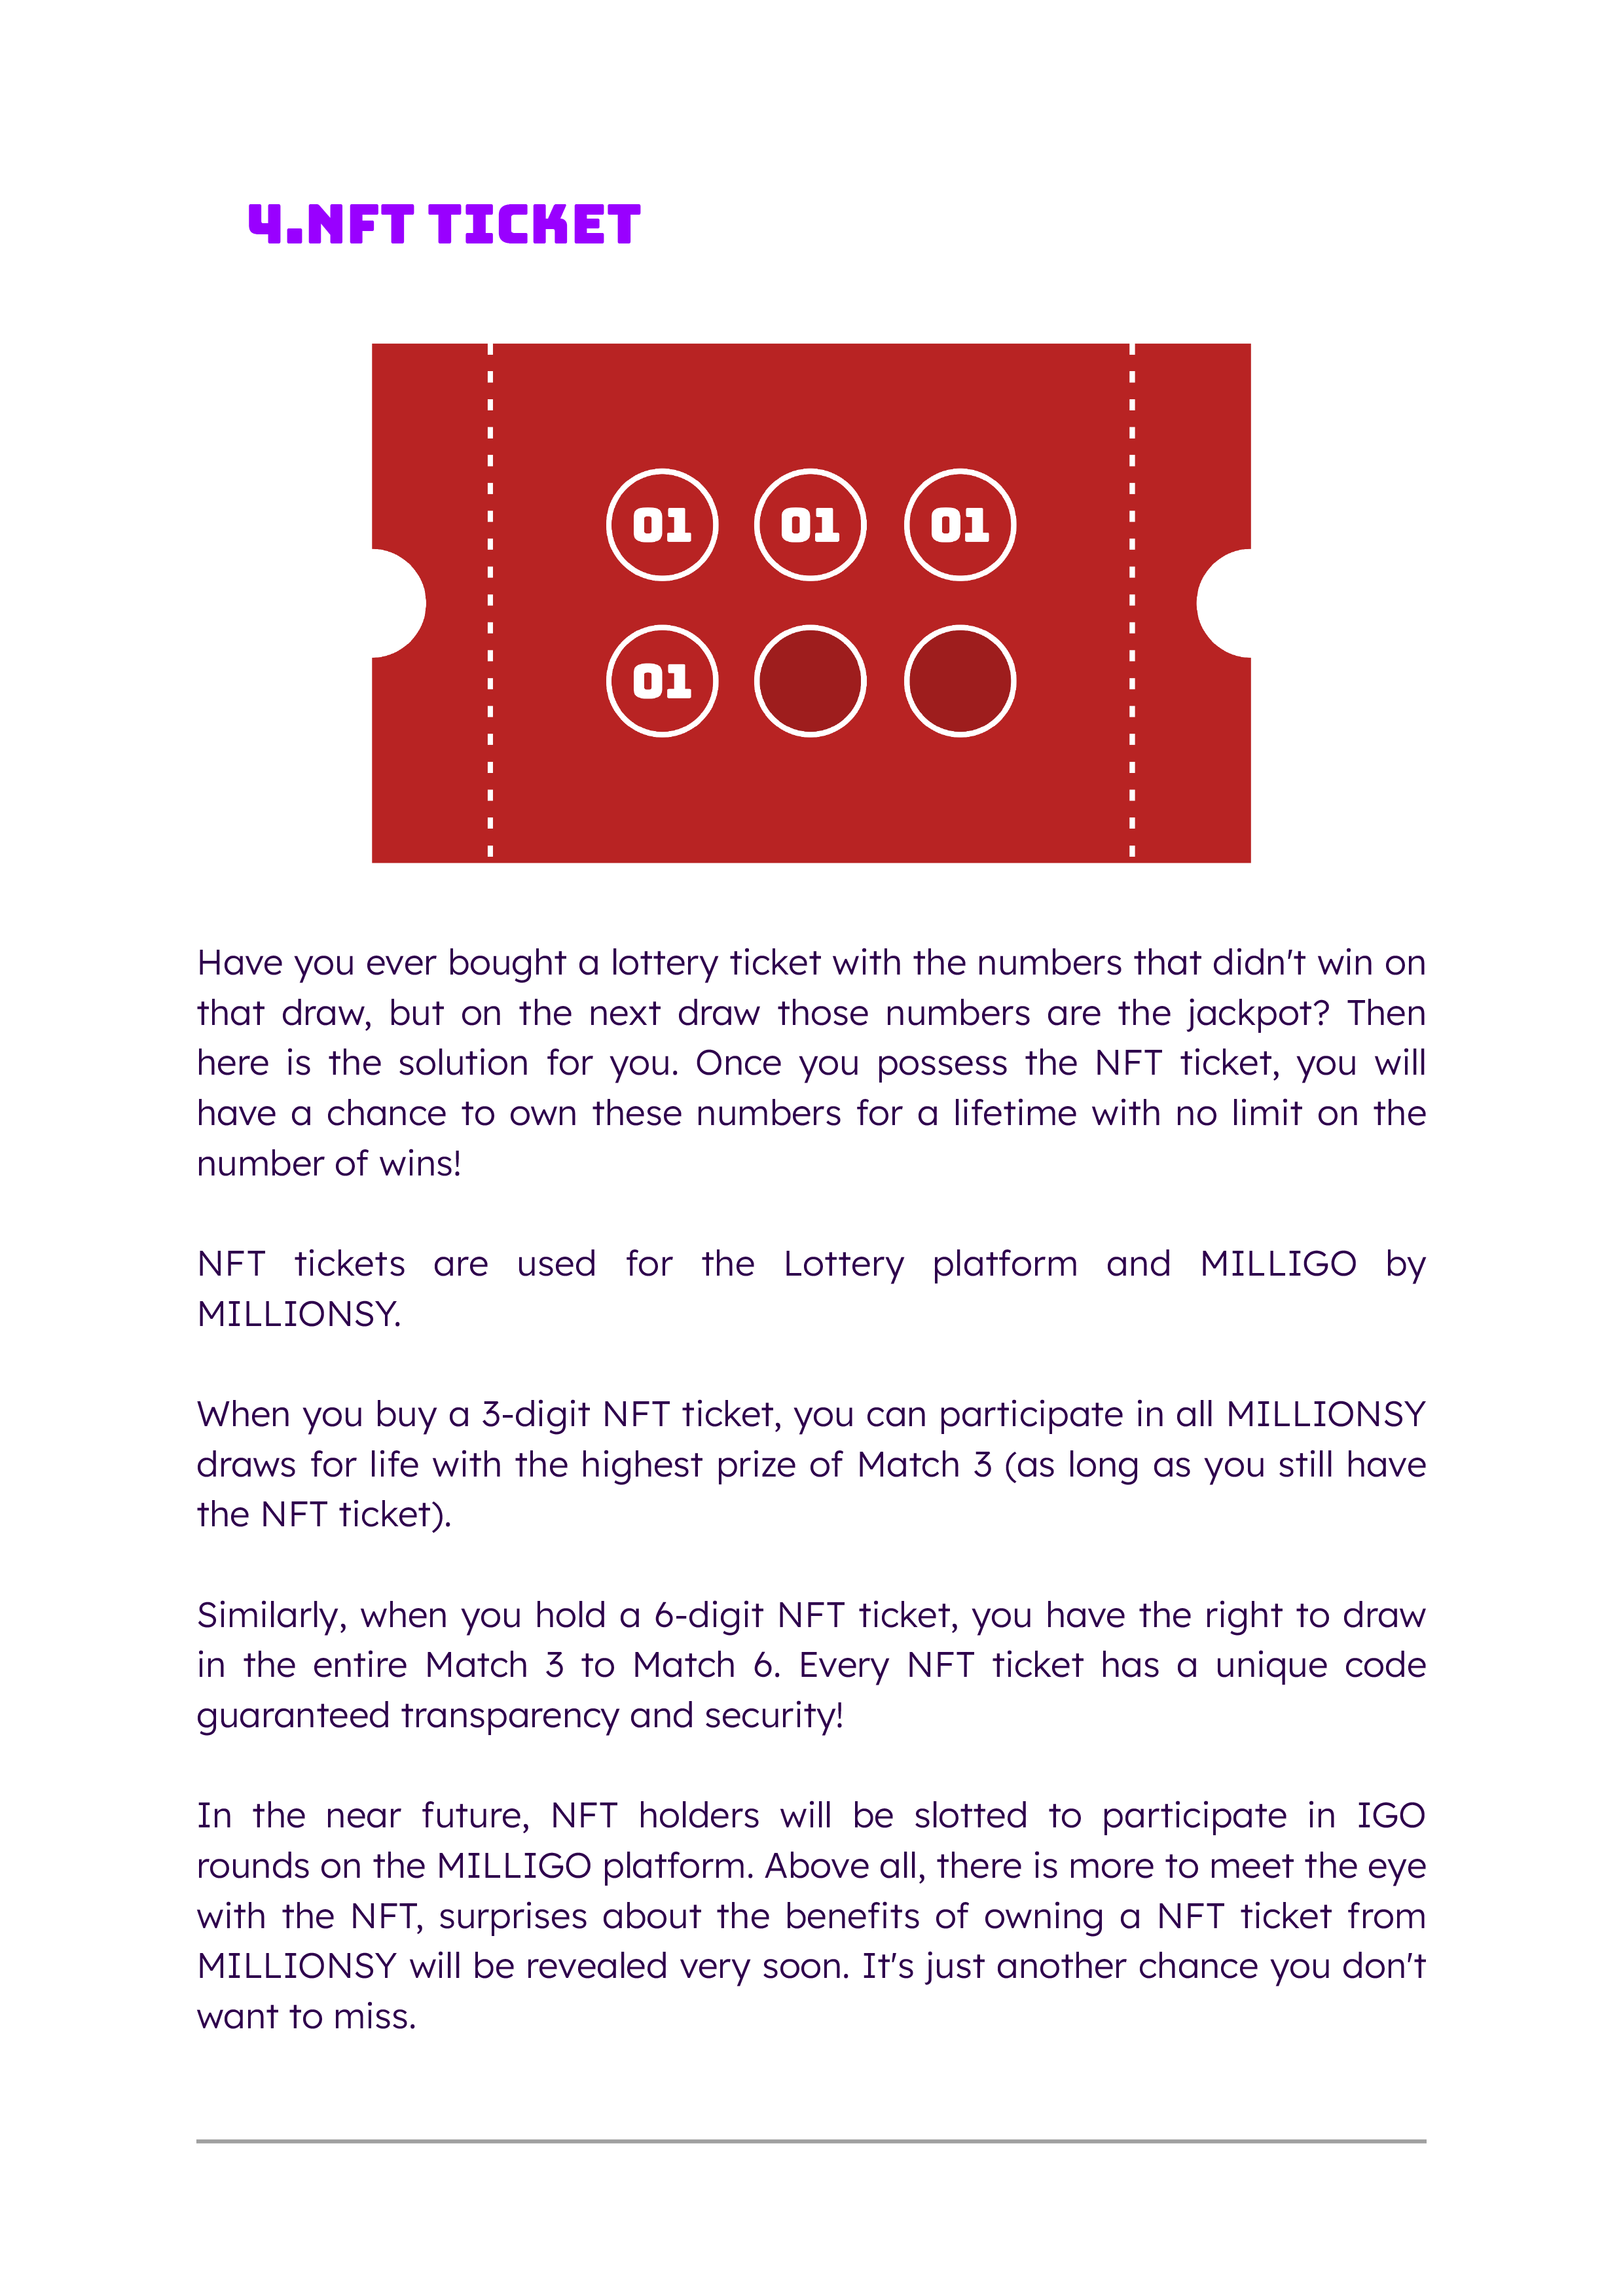 4.NFT TICKET
01 01 01
01
Have you ever bought a lottery ticket with the numbers that didn't win on
that draw, but on the next draw those numbers are the jackpot? Then
here is the solution for you. Once you possess the NFT ticket, you will
have a chance to own these numbers for a lifetime with no limit on the
number of wins!
NFT tickets are used for the Lottery platform and MILLIGO by
MILLIONSY.
When you buy a 3-digit NFT ticket, you can participate in all MILLIONSY
draws for life with the highest prize of Match 3 (as long as you still have
the NFT ticket).
Similarly, when you hold a 6-digit NFT ticket, you have the right to draw
in the entire Match 3 to Match 6. Every NFT ticket has a unique code
guaranteed transparency and security!
In the near future, NFT holders will be slotted to participate in IGO
rounds on the MILLIGO platform. Above all, there is more to meet the eye
with the NFT, surprises about the benefits of owning a NFT ticket from
MILLIONSY will be revealed very soon. It's just another chance you don't
want to miss.